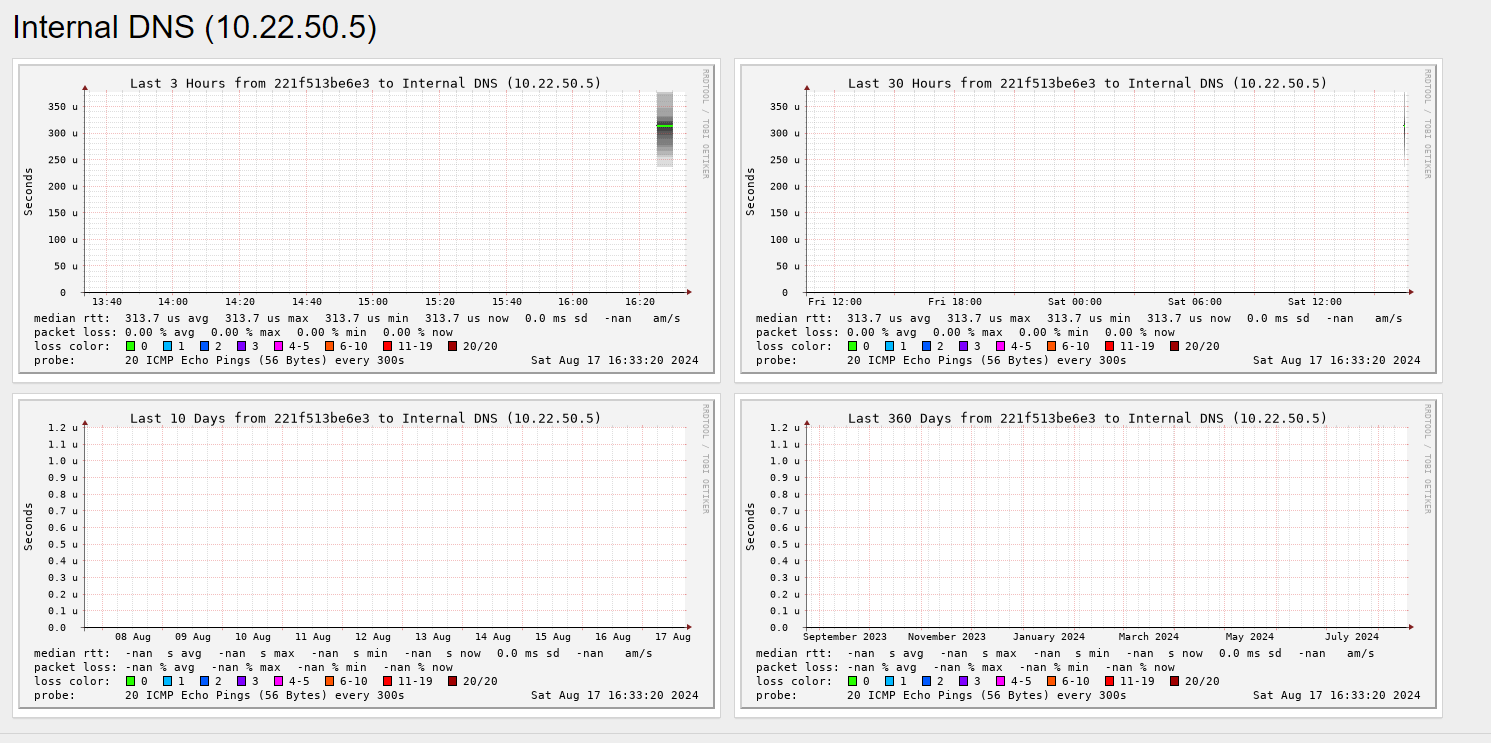 Internal DNS (10.22.50.5)
Last 3 Hours from 221f513be6e3 to Internal DNS (10.22.50.5)
RRDTOOL / TOBI OETIKER
Seconds
350 u
300 u
250 u
200 u
150 u
100 u
50 u
0
13:40 14:00 14:20 14:40 15:00 15:20 15:40 16:00 16:20
median rtt: 313.7 us avg 313.7 us max 313.7 us min 313.7 us now 0.0 ms sd -nan am/s
packet loss: 0.00 % avg 0.00 % max 0.00 % min 0.00 % now
loss color: 0 1 2 3 4-5 6-10 11-19 20/20
probe: 20 ICMP Echo Pings (56 Bytes) every 300s Sat Aug 17 16:33:20 2024
Last 30 Hours from 221f513be6e3 to Internal DNS (10.22.50.5)
RRDTOOL / TOBI OETIKER
Seconds
350 u
300 u
250 u
200 u
150 u
100 u
50 u
0
Fri 12:00 Fri 18:00 Sat 00:00 Sat 06:00 Sat 12:00
median rtt: 313.7 us avg 313.7 us max 313.7 us min 313.7 us now 0.0 ms sd -nan am/s
packet loss: 0.00 % avg 0.00 % max 0.00 % min 0.00 % now
loss color: 0 1 2 3 4-5 6-10 11-19 20/20
probe: 20 ICMP Echo Pings (56 Bytes) every 300s Sat Aug 17 16:33:20 2024
Last 10 Days from 221f513be6e3 to Internal DNS (10.22.50.5)
RRDTOOL / TOBI OETIKER
Seconds
1.2 u
1.1 u
1.0 u
0.9 u
0.8 u
0.7 u
0.6 u
0.5 u
0.4 u
0.3 u
0.2 u
0.1 u
0.0
08 Aug 09 Aug 10 Aug 11 Aug 12 Aug 13 Aug 14 Aug 15 Aug 16 Aug 17 Aug
median rtt: -nan s avg -nan s max -nan s min -nan s now 0.0 ms sd -nan am/s
packet loss: -nan % avg -nan % max -nan % min -nan % now
loss color: 0 1 2 3 4-5 6-10 11-19 20/20
probe: 20 ICMP Echo Pings (56 Bytes) every 300s Sat Aug 17 16:33:20 2024
Last 360 Days from 221f513be6e3 to Internal DNS (10.22.50.5)
RRDTOOL / TOBI OETIKER
Seconds
1.2 u
1.1 u
1.0 u
0.9 u
0.8 u
0.7 u
0.6 u
0.5 u
0.4 u
0.3 u
0.2 u
0.1 u
0.0
September 2023 November 2023 January 2024 March 2024 May 2024 July 2024
median rtt: -nan s avg -nan s max -nan s min -nan s now 0.0 ms sd -nan am/s
packet loss: -nan % avg -nan % max -nan % min -nan % now
loss color: 0 1 2 3 4-5 6-10 11-19 20/20
probe: 20 ICMP Echo Pings (56 Bytes) every 300s Sat Aug 17 16:33:20 2024